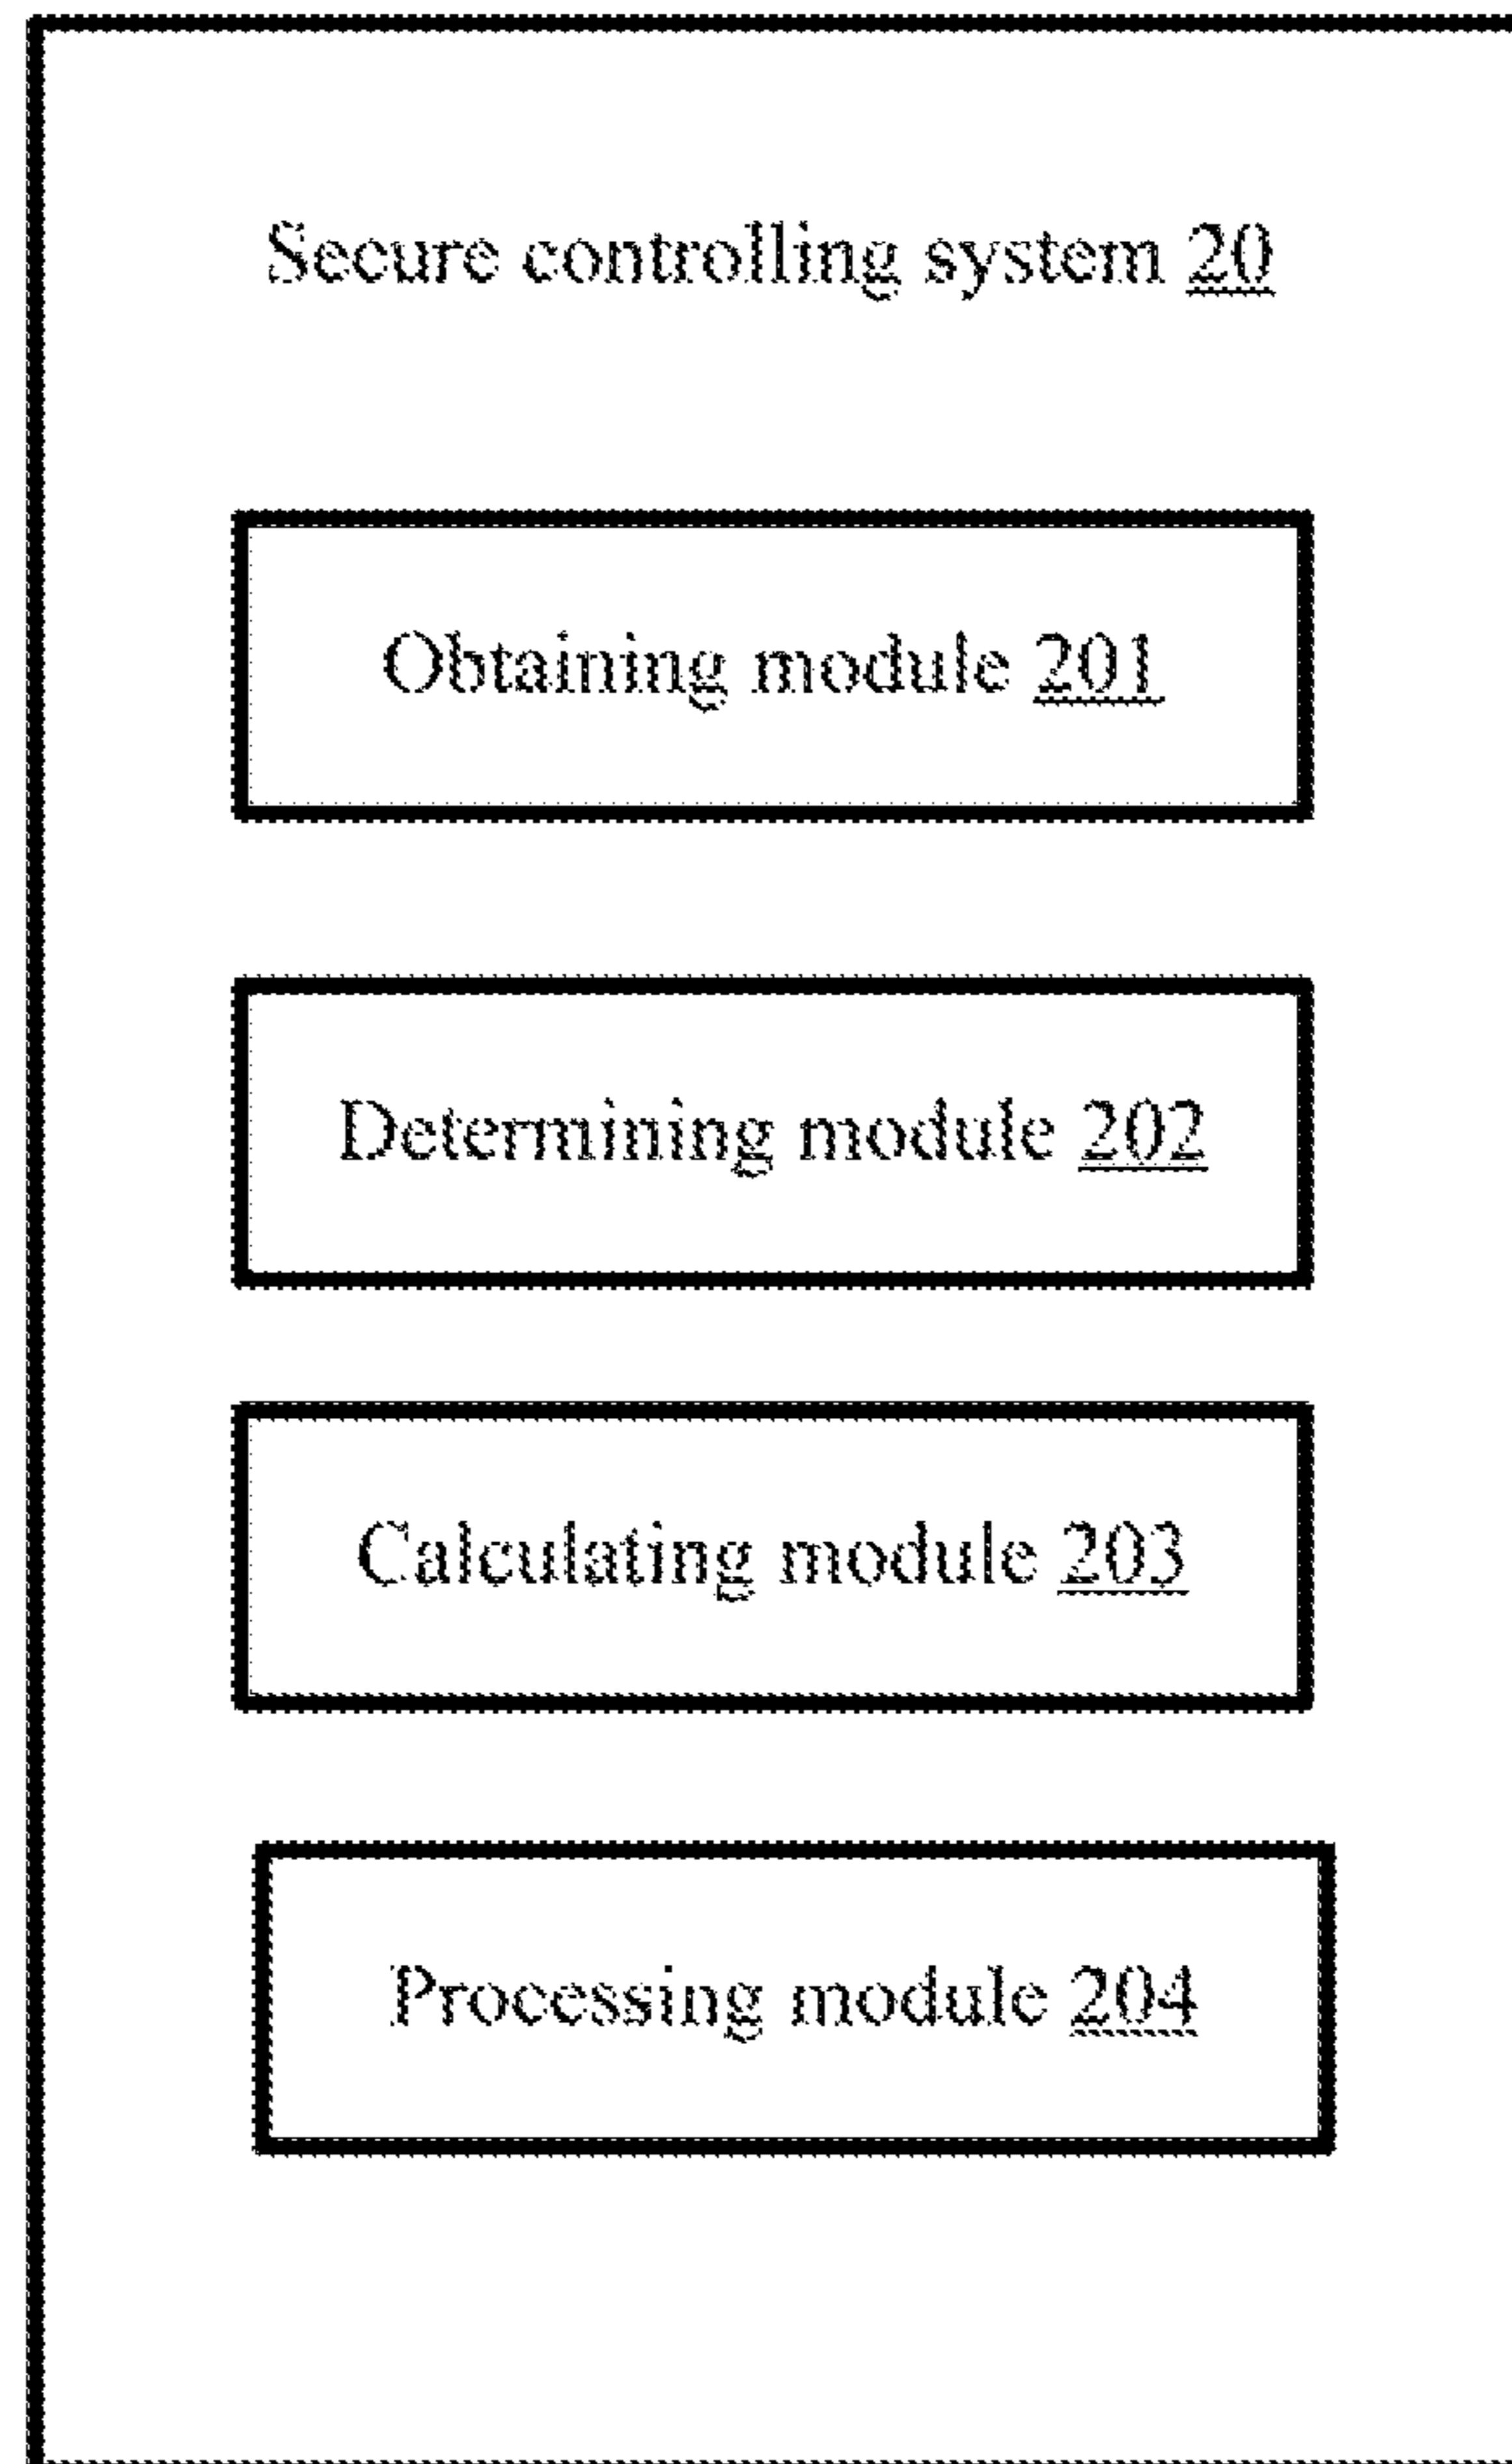 Secure controlling system 20
Obtaining module 201
Determining module 202
Calculating module 203
Processing module 204